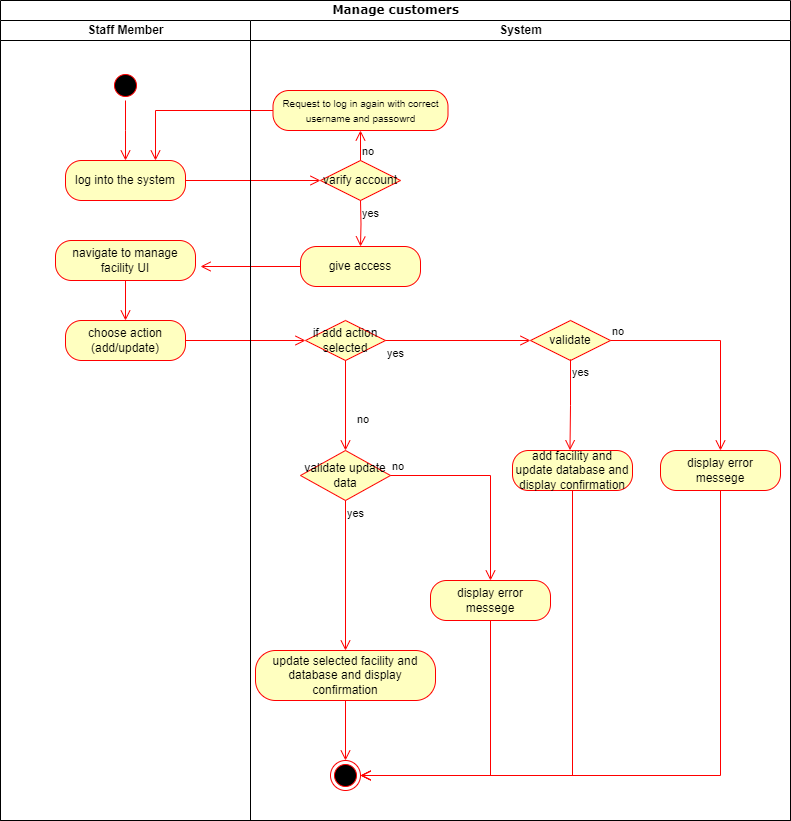 Manage customers
Staff Member
System
Request to log in again with correct
username and passowrd
no
log into the system
varify account
yes
navigate to manage
facility UI
give access
choose action
(add/update)
if add action
selected
yes
validate
no
yes
no
validate update
data
no
yes
add facility and
update database and
display confirmation
display error
messege
display error
messege
update selected facility and
database and display
confirmation